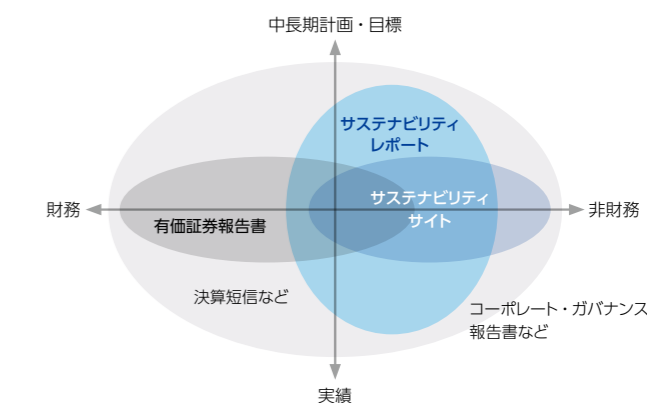 中長期計画・目標
サステナビリティ
レポート
財務
サステナビリティ
サイト
非財務
有価証券報告書
決算短信など
コーポレート・ガバナンス
報告書など
実績